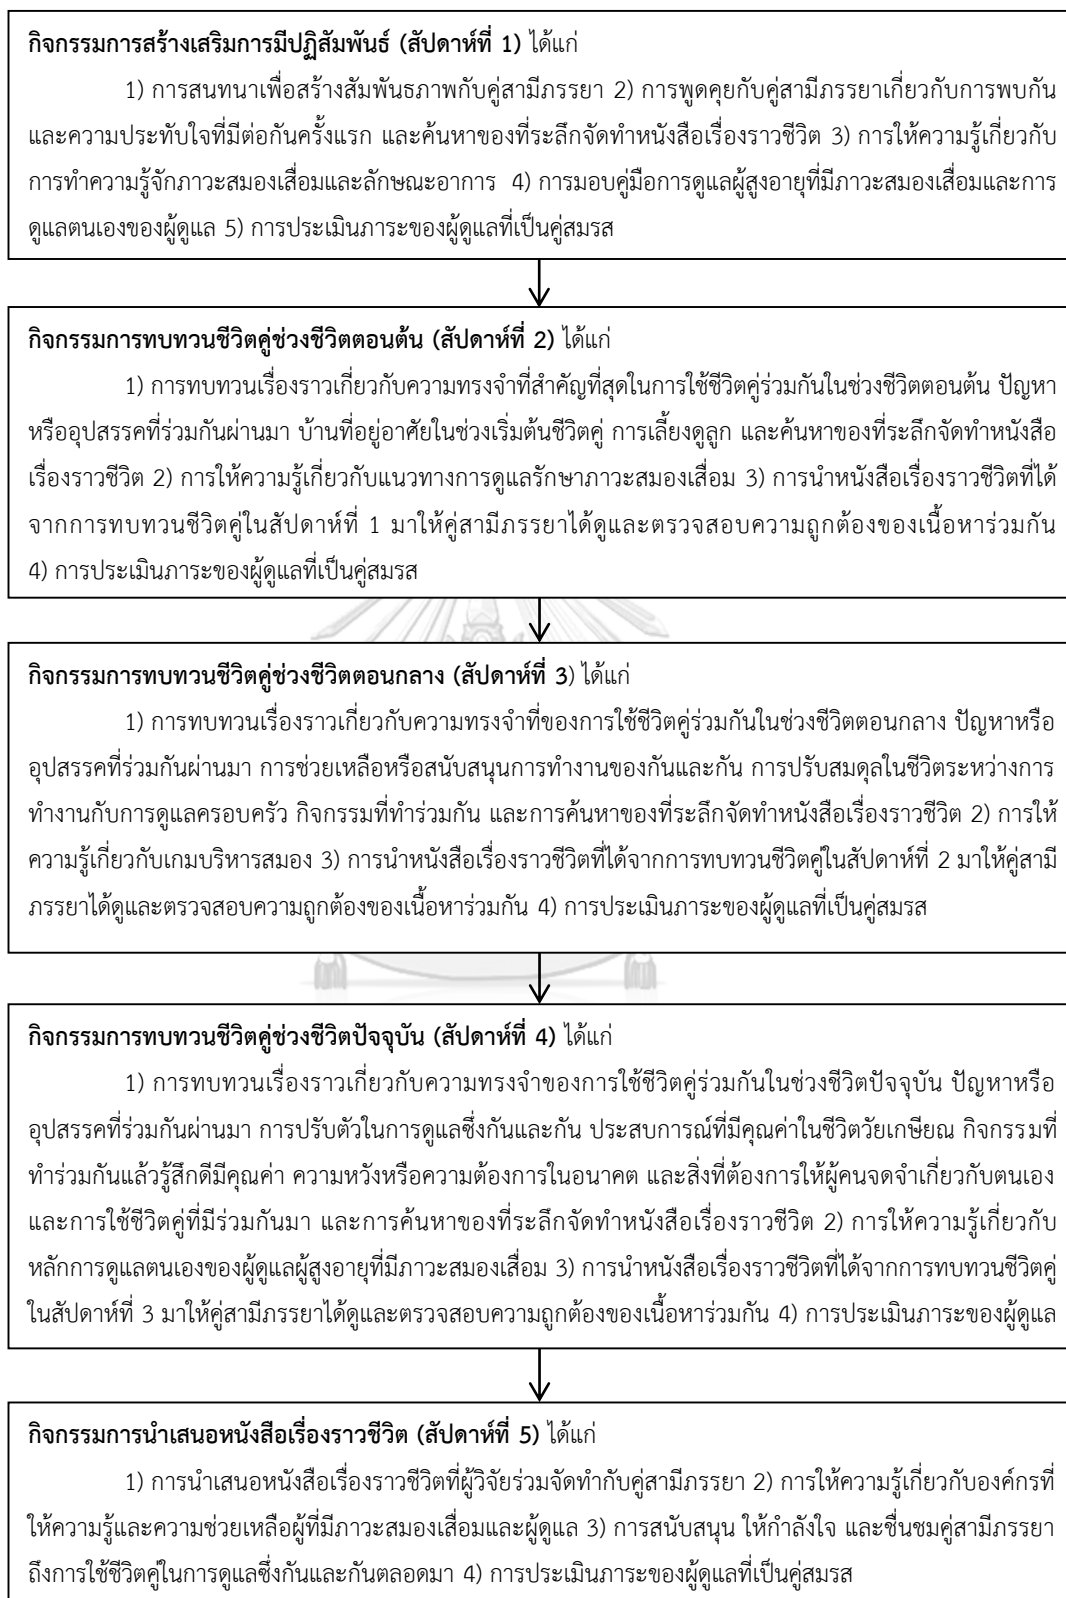 กิจกรรมการสร้างเสริมการมีปฏิสัมพันธ์ (สัปดาห์ที่ 1) ได้แก่
1) การสนทนาเพื่อสร้างสัมพันธภาพกับคู่สามีภรรยา 2) การพูดคุยกับคู่สามีภรรยาเกี่ยวกับการพบกัน
และความประทับใจที่มีต่อกันครั้งแรก และค้นหาของที่ระลึกจัดทำหนังสือเรื่องราวชีวิต 3) การให้ความรู้เกี่ยวกับ
การทำความรู้จักภาวะสมองเสื่อมและลักษณะอาการ 4) การมอบคู่มือการดูแลผู้สูงอายุที่มีภาวะสมองเสื่อมและการ
ดูแลตนเองของผู้ดูแล 5) การประเมินภาระของผู้ดูแลที่เป็นคู่สมรส
กิจกรรมการทบทวนชีวิตคู่ช่วงชีวิตตอนต้น (สัปดาห์ที่ 2) ได้แก่
1) การทบทวนเรื่องราวเกี่ยวกับความทรงจำที่สำคัญที่สุดในการใช้ชีวิตคู่ร่วมกันในช่วงชีวิตตอนต้น ปัญหา
หรืออุปสรรคที่ร่วมกันผ่านมา บ้านที่อยู่อาศัยในช่วงเริ่มต้นชีวิตคู่ การเลี้ยงดูลูก และค้นหาของที่ระลึกจัดทำหนังสือ
เรื่องราวชีวิต 2) การให้ความรู้เกี่ยวกับแนวทางการดูแลรักษาภาวะสมองเสื่อม 3) การนำหนังสือเรื่องราวชีวิตที่ได้
จากการทบทวนชีวิตคู่ในสัปดาห์ที่ 1 มาให้คู่สามีภรรยาได้ดูและตรวจสอบความถูกต้องของเนื้อหาร่วมกัน
4) การประเมินภาระของผู้ดูแลที่เป็นคู่สมรส
กิจกรรมการทบทวนชีวิตคู่ช่วงชีวิตตอนกลาง (สัปดาห์ที่ 3) ได้แก่
1) การทบทวนเรื่องราวเกี่ยวกับความทรงจำที่ของการใช้ชีวิตคู่ร่วมกันในช่วงชีวิตตอนกลาง ปัญหาหรือ
อุปสรรคที่ร่วมกันผ่านมา การช่วยเหลือหรือสนับสนุนการทำงานของกันและกัน การปรับสมดุลในชีวิตระหว่างการ
ทำงานกับการดูแลครอบครัว กิจกรรมที่ทำร่วมกัน และการค้นหาของที่ระลึกจัดทำหนังสือเรื่องราวชีวิต 2) การให้
ความรู้เกี่ยวกับเกมบริหารสมอง 3) การนำหนังสือเรื่องราวชีวิตที่ได้จากการทบทวนชีวิตคู่ในสัปดาห์ที่ 2 มาให้คู่สามี
ภรรยาได้ดูและตรวจสอบความถูกต้องของเนื้อหาร่วมกัน 4) การประเมินภาระของผู้ดูแลที่เป็นคู่สมรส
กิจกรรมการทบทวนชีวิตคู่ช่วงชีวิตปัจจุบัน (สัปดาห์ที่ 4) ได้แก่
1) การทบทวนเรื่องราวเกี่ยวกับความทรงจำของการใช้ชีวิตคู่ร่วมกันในช่วงชีวิตปัจจุบัน ปัญหาหรือ
อุปสรรคที่ร่วมกันผ่านมา การปรับตัวในการดูแลซึ่งกันและกัน ประสบการณ์ที่มีคุณค่าในชีวิตวัยเกษียณ กิจกรรมที่
ทำร่วมกันแล้วรู้สึกดีมีคุณค่า ความหวังหรือความต้องการในอนาคต และสิ่งที่ต้องการให้ผู้คนจดจำเกี่ยวกับตนเอง
และการใช้ชีวิตคู่ที่มีร่วมกันมา และการค้นหาของที่ระลึกจัดทำหนังสือเรื่องราวชีวิต 2) การให้ความรู้เกี่ยวกับ
หลักการดูแลตนเองของผู้ดูแลผู้สูงอายุที่มีภาวะสมองเสื่อม 3) การนำหนังสือเรื่องราวชีวิตที่ได้จากการทบทวนชีวิตคู่
ในสัปดาห์ที่ 3 มาให้คู่สามีภรรยาได้ดูและตรวจสอบความถูกต้องของเนื้อหาร่วมกัน 4) การประเมินภาระของผู้ดูแล
กิจกรรมการนำเสนอหนังสือเรื่องราวชีวิต (สัปดาห์ที่ 5) ได้แก่
1) การนำเสนอหนังสือเรื่องราวชีวิตที่ผู้วิจัยร่วมจัดทำกับคู่สามีภรรยา 2) การให้ความรู้เกี่ยวกับองค์กรที่
ให้ความรู้และความช่วยเหลือผู้ที่มีภาวะสมองเสื่อมและผู้ดูแล 3) การสนับสนุน ให้กำลังใจ และชื่นชมคู่สามีภรรยา
ถึงการใช้ชีวิตคู่ในการดูแลซึ่งกันและกันตลอดมา 4) การประเมินภาระของผู้ดูแลที่เป็นคู่สมรส